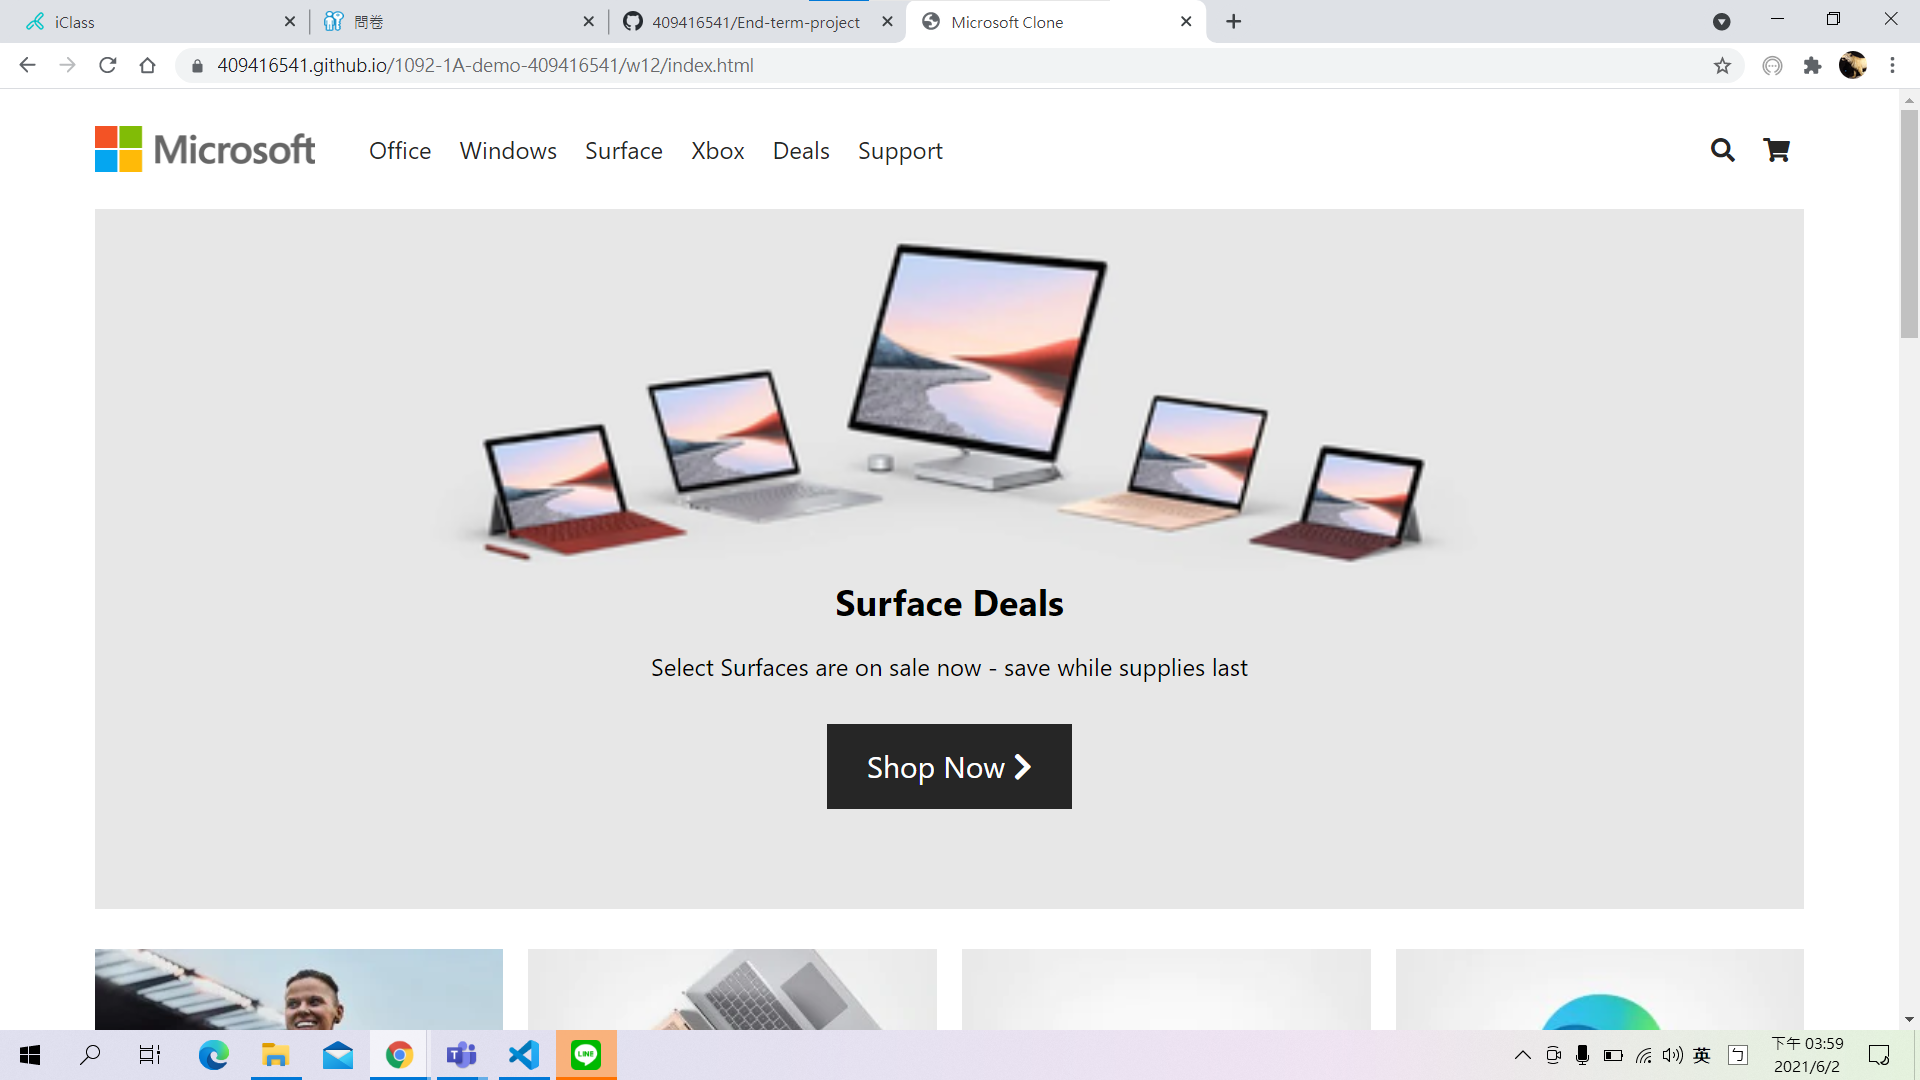 iClass
問卷
409416541/End-term-project
Microsoft Clone
409416541.github.io/1092-1A-demo-409416541/w12/index.html
Microsoft
Office
Windows
Surface
Xbox
Deals
Support
Surface Deals
Select Surfaces are on sale now - save while supplies last
Shop Now
LINE
英
ㄅ
下午 03:59
2021/6/2